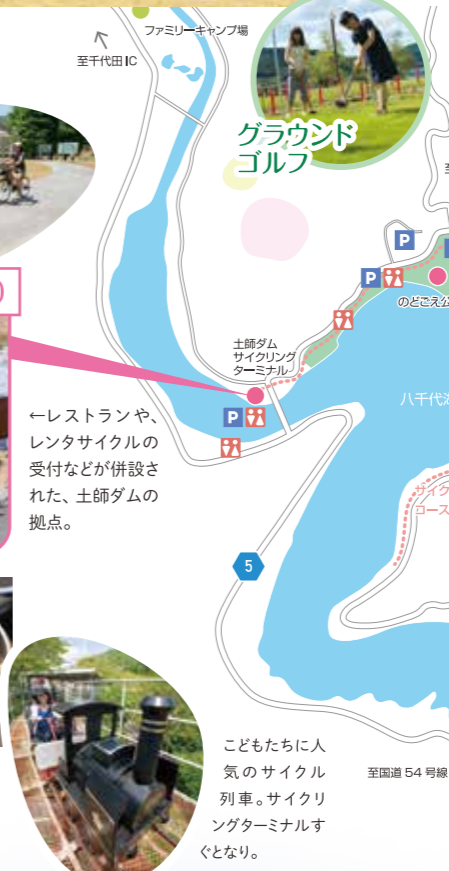 ファミリーキャンプ場
至千代田IC
グラウンド
ゴルフ
P
P
のどごえ公
土師ダム
サイクリング
ターミナル
P
八千代湖
←レストランや、
レンタサイクルの
受付などが併設さ
れた、土師ダムの
拠点。
サイク
コース
5
こどもたちに人
気のサイクル
列車。サイクリ
ングターミナルす
ぐとなり。
至国道54号線